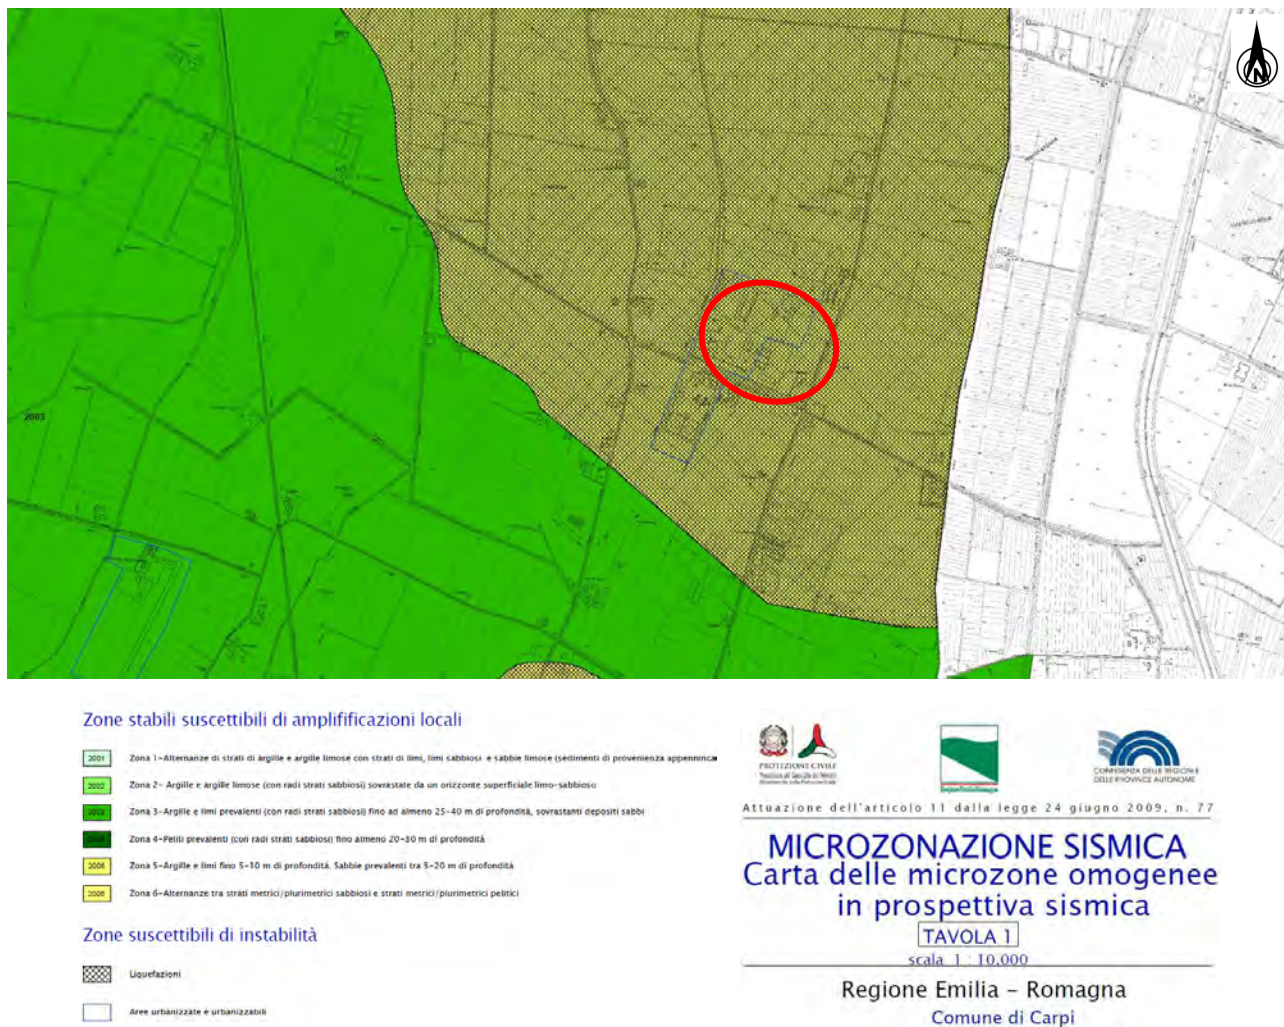 N
2003
Zone stabili suscettibili di amplifificazioni locali
2001 Zona 1-Alternanze di strati di argille e argille limose con strati di limi, limi sabbiosi e sabbie limose (sedimenti di provenienza appenninca
2002 Zona 2- Argille e argille limose (con radi strati sabbiosi) sovrastate da un orizzonte superficiale limo-sabbioso
2003 Zona 3-Argille e limi prevalenti (con radi strati sabbiosi) fino ad almeno 25-40 m di profondità, sovrastanti depositi sabbi
Zona 4-Peliti prevalenti (con radi strati sabbiosi) fino almeno 20-30 m di profondità
Zona 5-Argille e limi fino 5-10 m di profondità. Sabbie prevalenti tra 5-20 m di profondità
2006 Zona 6-Alternanze tra strati metrici/plurimetrici sabbiosi e strati metrici/plurimetrici pelitici
Zone suscettibili di instabilità
Liquefazioni
Aree urbanizzate e urbanizzabili
PROTEZIONE CIVILE
CONFERENZA DELLE REGIONI E
DELLE PROVINCE AUTONOME
Attuazione dell'articolo 11 dalla legge 24 giugno 2009, n. 77
MICROZONAZIONE SISMICA
Carta delle microzone omogenee
in prospettiva sismica
TAVOLA 1
scala 1 : 10.000
Regione Emilia - Romagna
Comune di Carpi